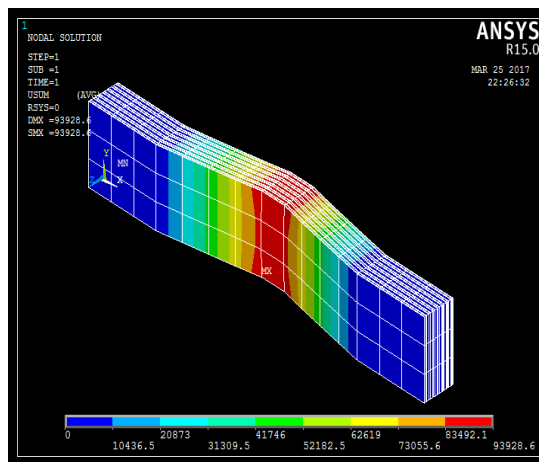 1
NODAL SOLUTION
ANSYS
R15.0
STEP=1
SUB =1
TIME=1
USUM (AVG)
RSYS=0
DMX =93928.6
SMX =93928.6
MAR 25 2017
22:26:32
Y
MN
Z X
MX
0 20873 41746 62619 83492.1
10436.5 31309.5 52182.5 73055.6 93928.6